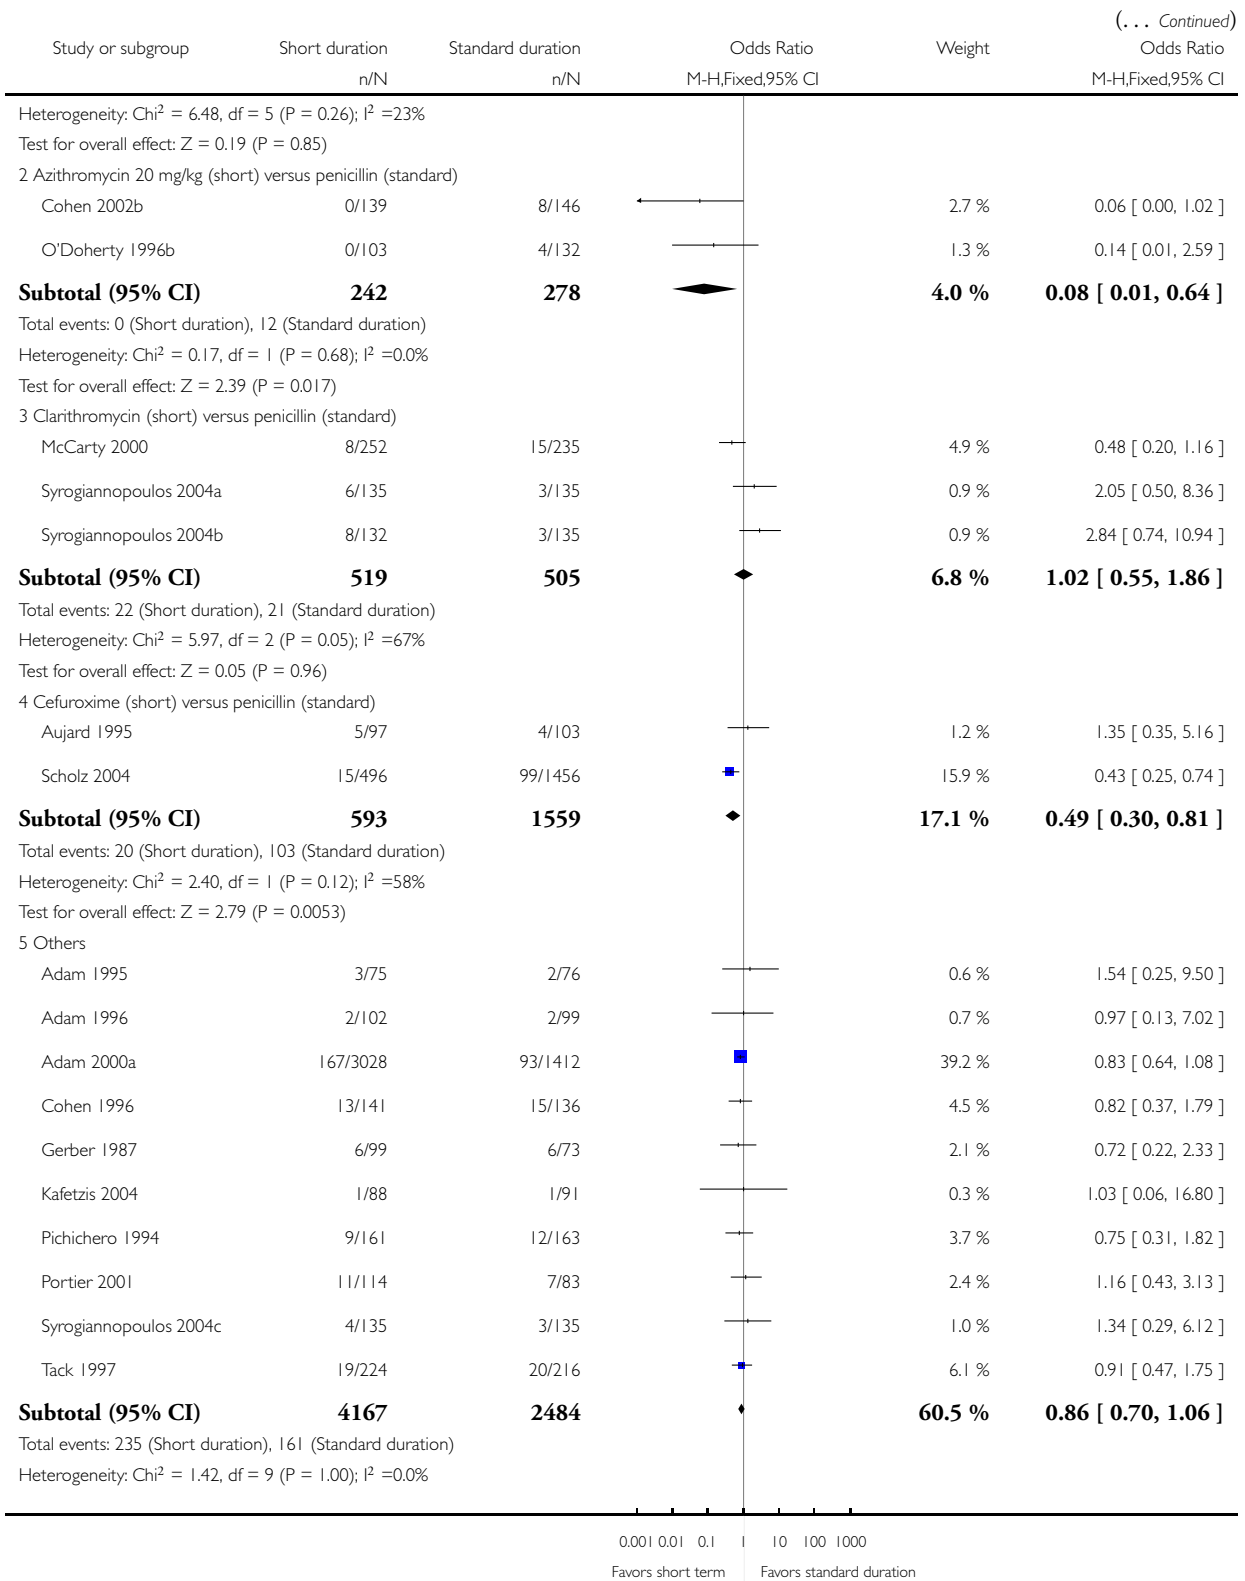 (... Continued)
Study or subgroup Short duration Standard duration Odds Ratio Weight Odds Ratio
n/N n/N M-H,Fixed,95% CI M-H,Fixed,95% CI
Heterogeneity: Chi² = 6.48, df = 5 (P = 0.26); I² =23%
Test for overall effect: Z = 0.19 (P = 0.85)
2 Azithromycin 20 mg/kg (short) versus penicillin (standard)
Cohen 2002b 0/139 8/146 2.7 % 0.06 [ 0.00, 1.02 ]
O'Doherty 1996b 0/103 4/132 1.3 % 0.14 [ 0.01, 2.59 ]
Subtotal (95% CI) 242 278 4.0 % 0.08 [ 0.01, 0.64 ]
Total events: 0 (Short duration), 12 (Standard duration)
Heterogeneity: Chi² = 0.17, df = 1 (P = 0.68); I² =0.0%
Test for overall effect: Z = 2.39 (P = 0.017)
3 Clarithromycin (short) versus penicillin (standard)
McCarty 2000 8/252 15/235 4.9 % 0.48 [ 0.20, 1.16 ]
Syrogiannopoulos 2004a 6/135 3/135 0.9 % 2.05 [ 0.50, 8.36 ]
Syrogiannopoulos 2004b 8/132 3/135 0.9 % 2.84 [ 0.74, 10.94 ]
Subtotal (95% CI) 519 505 6.8 % 1.02 [ 0.55, 1.86 ]
Total events: 22 (Short duration), 21 (Standard duration)
Heterogeneity: Chi² = 5.97, df = 2 (P = 0.05); I² =67%
Test for overall effect: Z = 0.05 (P = 0.96)
4 Cefuroxime (short) versus penicillin (standard)
Aujard 1995 5/97 4/103 1.2 % 1.35 [ 0.35, 5.16 ]
Scholz 2004 15/496 99/1456 15.9 % 0.43 [ 0.25, 0.74 ]
Subtotal (95% CI) 593 1559 17.1 % 0.49 [ 0.30, 0.81 ]
Total events: 20 (Short duration), 103 (Standard duration)
Heterogeneity: Chi² = 2.40, df = 1 (P = 0.12); I² =58%
Test for overall effect: Z = 2.79 (P = 0.0053)
5 Others
Adam 1995 3/75 2/76 0.6 % 1.54 [ 0.25, 9.50 ]
Adam 1996 2/102 2/99 0.7 % 0.97 [ 0.13, 7.02 ]
Adam 2000a 167/3028 93/1412 39.2 % 0.83 [ 0.64, 1.08 ]
Cohen 1996 13/141 15/136 4.5 % 0.82 [ 0.37, 1.79 ]
Gerber 1987 6/99 6/73 2.1 % 0.72 [ 0.22, 2.33 ]
Kafetzis 2004 1/88 1/91 0.3 % 1.03 [ 0.06, 16.80 ]
Pichichero 1994 9/161 12/163 3.7 % 0.75 [ 0.31, 1.82 ]
Portier 2001 11/114 7/83 2.4 % 1.16 [ 0.43, 3.13 ]
Syrogiannopoulos 2004c 4/135 3/135 1.0 % 1.34 [ 0.29, 6.12 ]
Tack 1997 19/224 20/216 6.1 % 0.91 [ 0.47, 1.75 ]
Subtotal (95% CI) 4167 2484 60.5 % 0.86 [ 0.70, 1.06 ]
Total events: 235 (Short duration), 161 (Standard duration)
Heterogeneity: Chi² = 1.42, df = 9 (P = 1.00); I² =0.0%
0.001 0.01 0.1 1 10 100 1000
Favors short term Favors standard duration